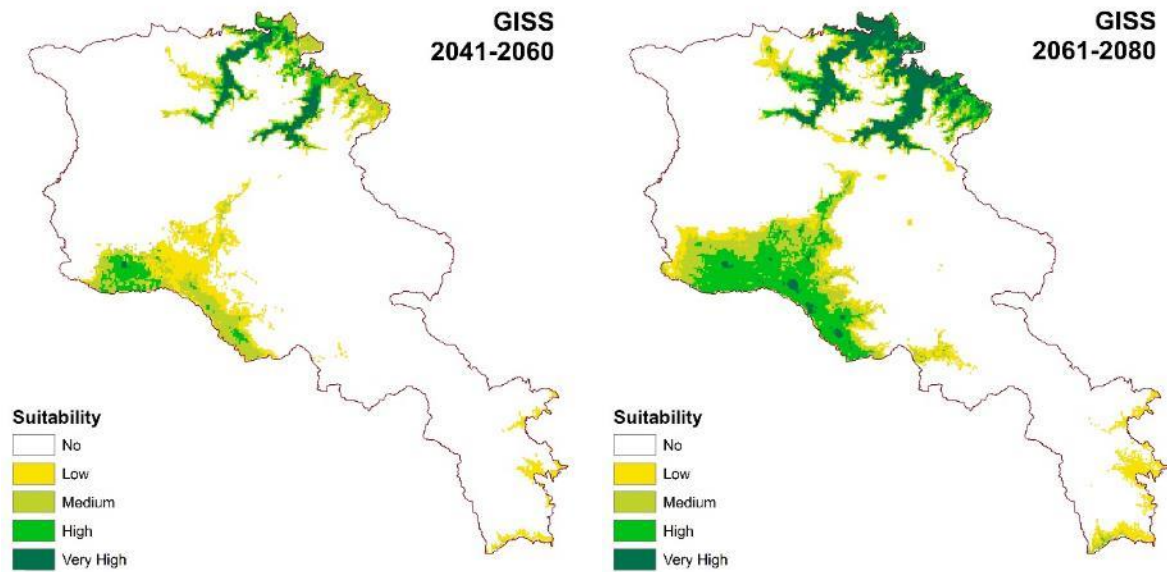 GISS
2041-2060
Suitability
No
Low
Medium
High
Very High
GISS
2061-2080
Suitability
No
Low
Medium
High
Very High